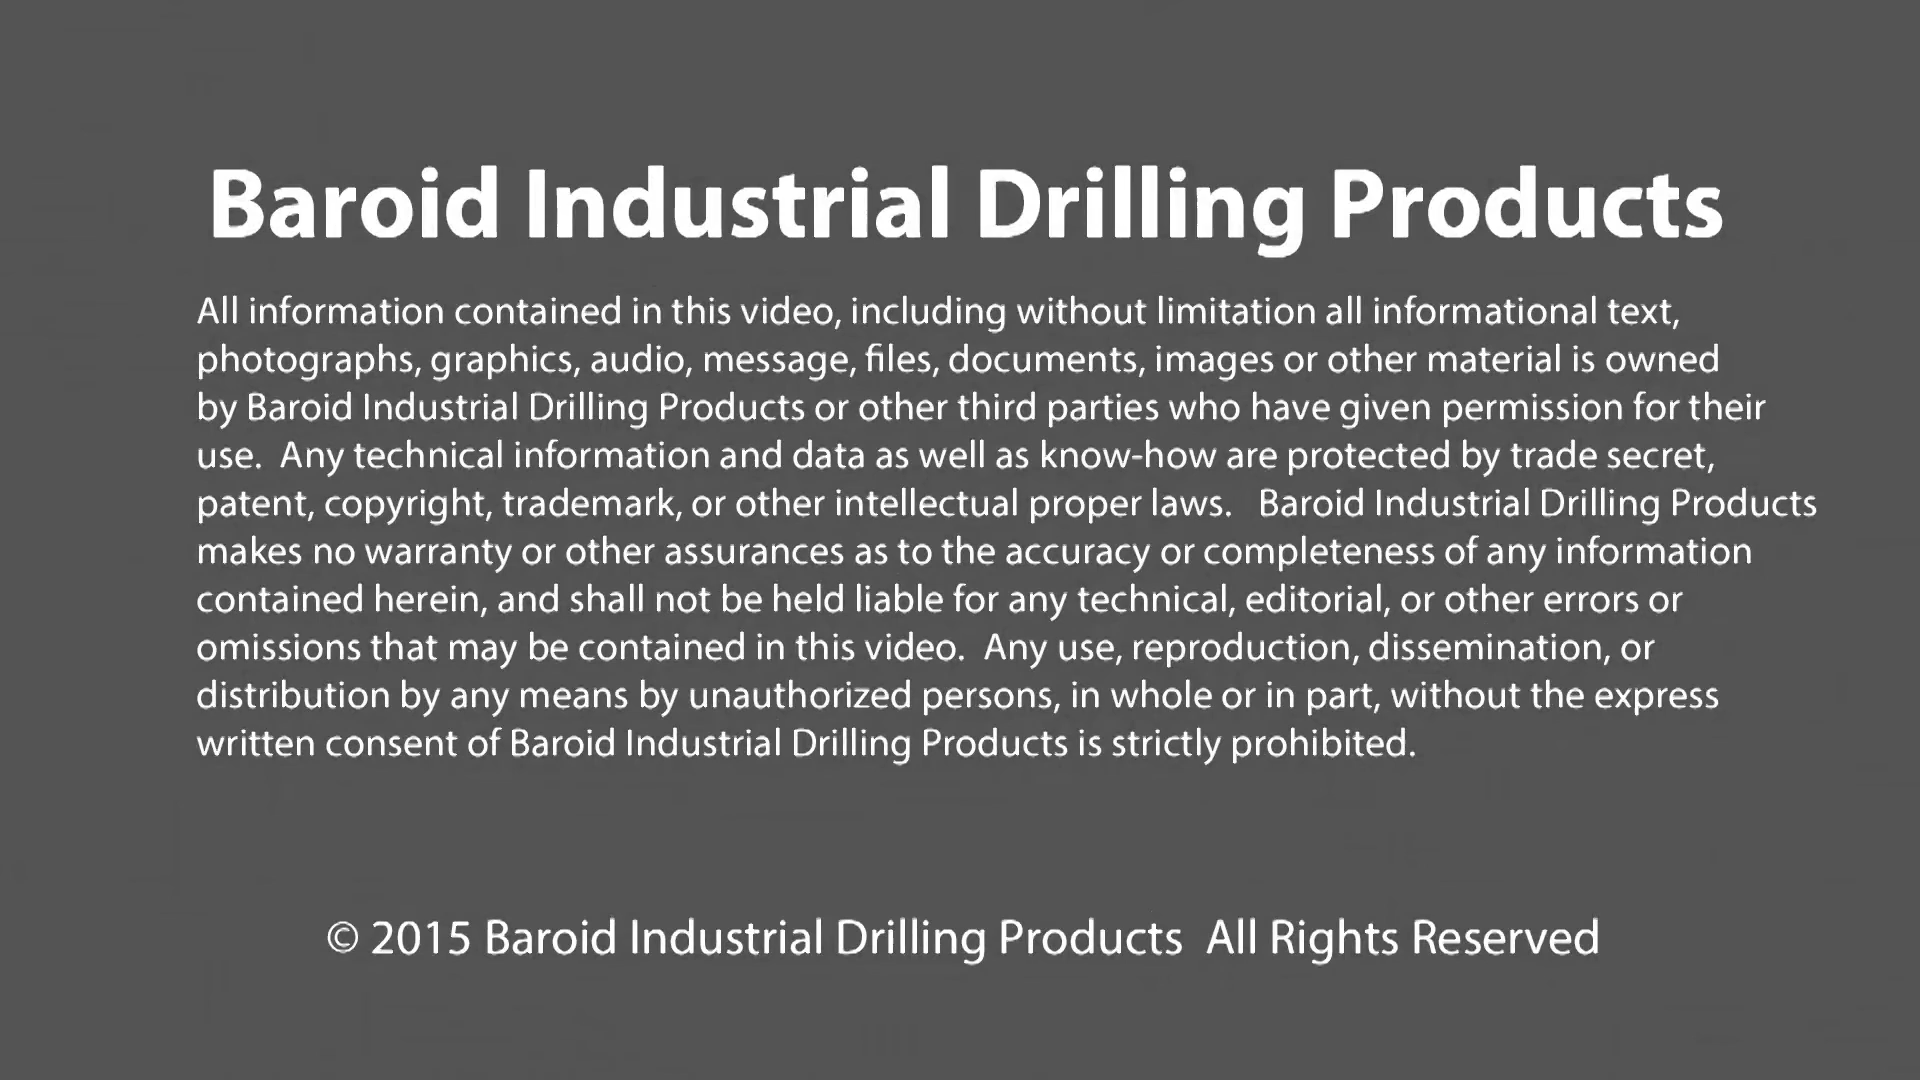 Baroid Industrial Drilling Products
All information contained in this video, including without limitation all informational text,
photographs, graphics, audio, message, files, documents, images or other material is owned
by Baroid Industrial Drilling Products or other third parties who have given permission for their
use.  Any technical information and data as well as know-how are protected by trade secret,
patent, copyright, trademark, or other intellectual proper laws.   Baroid Industrial Drilling Products
makes no warranty or other assurances as to the accuracy or completeness of any information
contained herein, and shall not be held liable for any technical, editorial, or other errors or
omissions that may be contained in this video.  Any use, reproduction, dissemination, or
distribution by any means by unauthorized persons, in whole or in part, without the express
written consent of Baroid Industrial Drilling Products is strictly prohibited.
© 2015 Baroid Industrial Drilling Products  All Rights Reserved